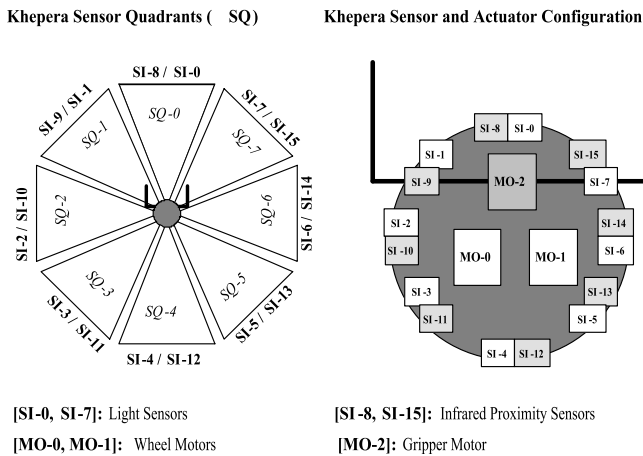 Khepera Sensor Quadrants ( SQ)
SI-8 / SI-0
SI-9 / SI-1
SI-7 / SI-15
SQ-0
SQ-1
SQ-7
SQ-2
SQ-6
SI-2 / SI-10
SI-6 / SI-14
SQ-3
SQ-5
SQ-4
SI-3 / SI-11
SI-5 / SI-13
SI-4 / SI-12
[SI-0, SI-7]: Light Sensors
[MO-0, MO-1]: Wheel Motors
Khepera Sensor and Actuator Configuration
SI-8
SI-0
SI-1
SI-15
SI-9
MO-2
SI-7
SI-2
SI-14
SI-10
MO-0
MO-1
SI-6
SI-3
SI-13
SI-11
SI-5
SI-4
SI-12
[SI-8, SI-15]: Infrared Proximity Sensors
[MO-2]: Gripper Motor